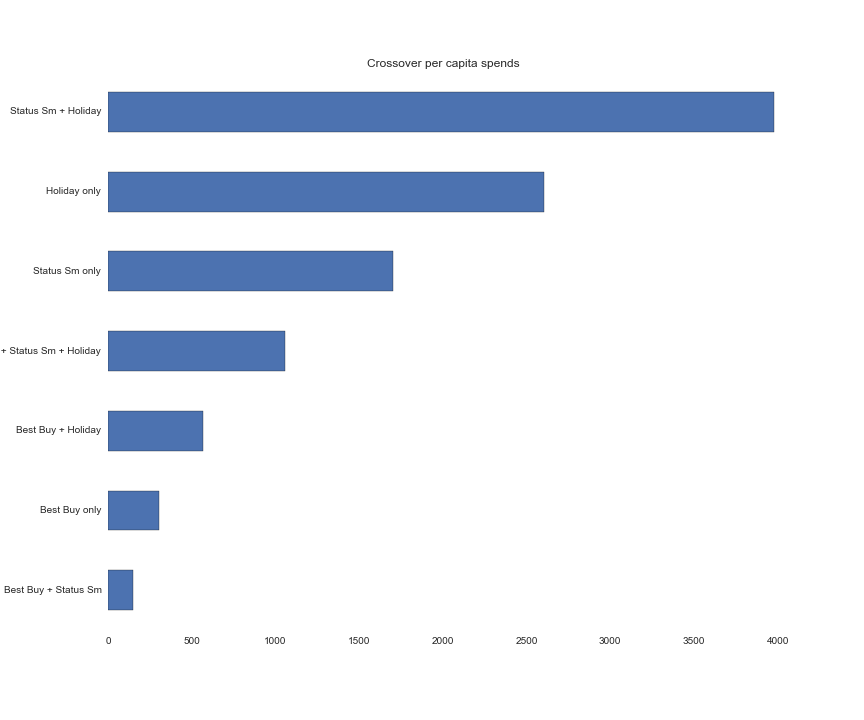 Crossover per capita spends
Status Sm + Holiday
Holiday only
Status Sm only
+ Status Sm + Holiday
Best Buy + Holiday
Best Buy only
Best Buy + Status Sm
0 500 1000 1500 2000 2500 3000 3500 4000